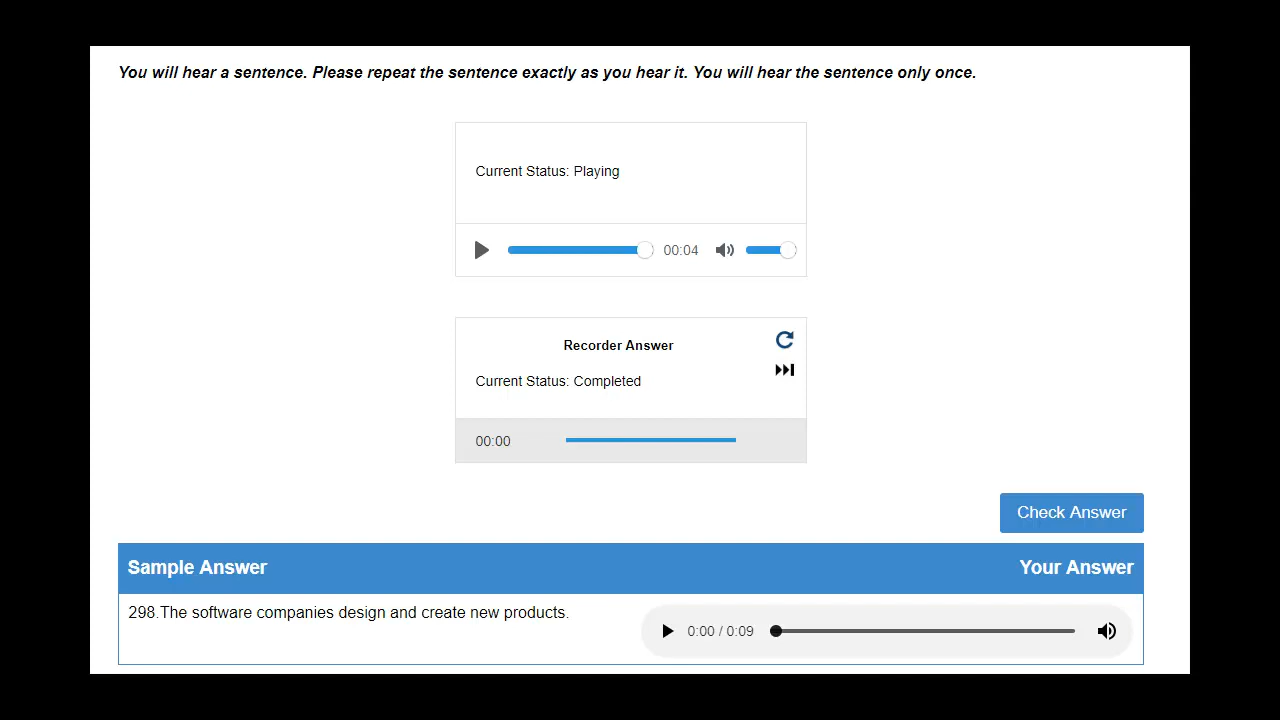 You will hear a sentence. Please repeat the sentence exactly as you hear it. You will hear the sentence only once.
Current Status: Playing
00:04
Recorder Answer
Current Status: Completed
00:00
Check Answer
Sample Answer
Your Answer
298.The software companies design and create new products.
0:00 / 0:09